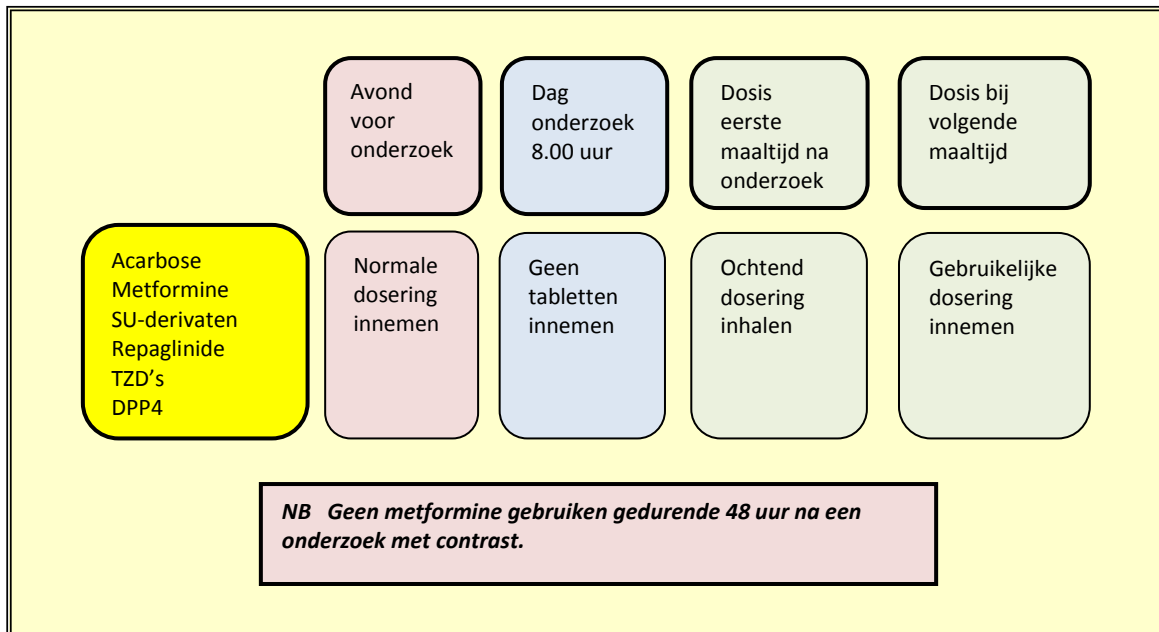 Avond
voor
onderzoek
Dag
onderzoek
8.00 uur
Dosis
eerste
maaltijd na
onderzoek
Dosis bij
volgende
maaltijd
Acarbose
Metformine
SU-derivaten
Repaglinide
TZD's
DPP4
Normale
dosering
innemen
Geen
tabletten
innemen
Ochtend
dosering
inhalen
Gebruikelijke
dosering
innemen
NB Geen metformine gebruiken gedurende 48 uur na een
onderzoek met contrast.